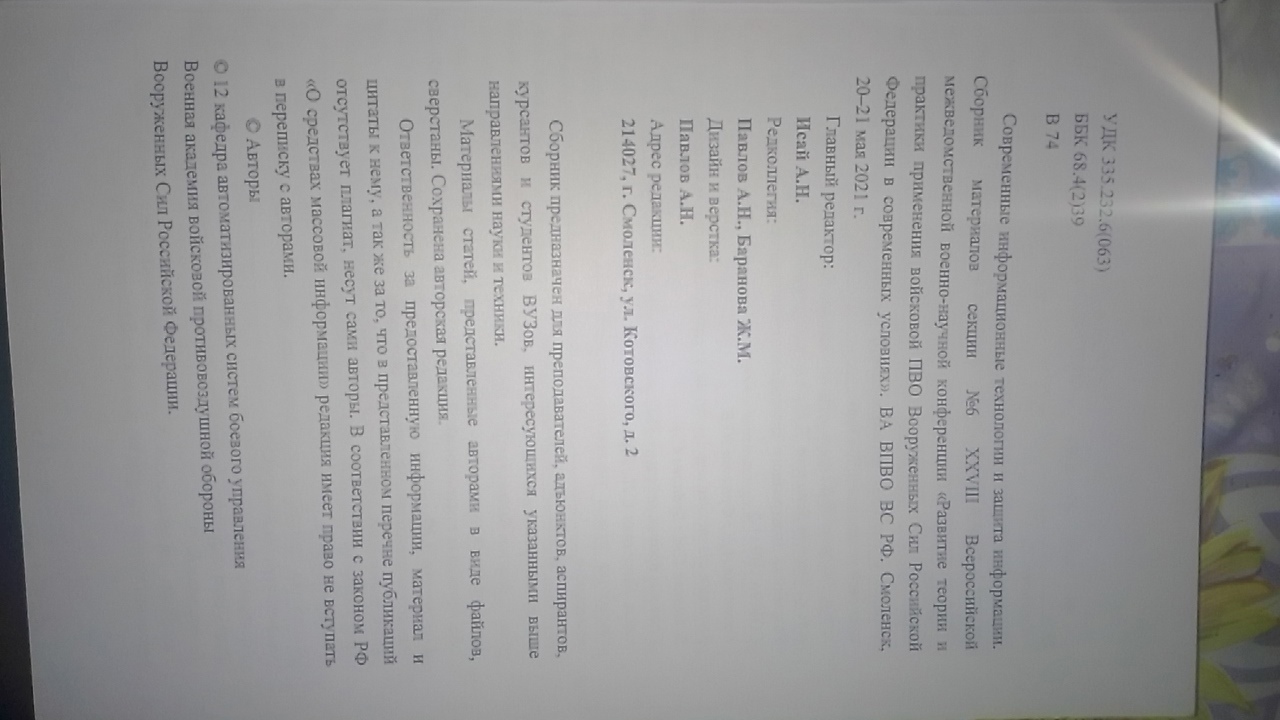 УДК 335.232.6(063)
ББК 68.4(2)39
В 74
Современные информационные технологии и защита информации.
Сборник материалов секции №6 XXVIII Всероссийской
межведомственной военно-научной конференции «Развитие теории и
практики применения войсковой ПВО Вооруженных Сил Российской
Федерации в современных условиях». ВА ВПВО ВС РФ. Смоленск,
20–21 мая 2021 г.
Главный редактор:
Исай А.Н.
Редколлегия:
Павлов А.Н., Баранова Ж.М.
Дизайн и верстка:
Павлов А.Н.
Адрес редакции:
214027, г. Смоленск, ул. Котовского, д. 2
Сборник предназначен для преподавателей, адъюнктов, аспирантов,
курсантов и студентов ВУЗов, интересующихся указанными выше
направлениями науки и техники.
Материалы статей, представленные авторами в виде файлов,
сверстаны. Сохранена авторская редакция.
Ответственность за предоставленную информации, материал и
цитаты к нему, а так же за то, что в представленном перечне публикаций
отсутствует плагиат, несут сами авторы. В соответствии с законом РФ
«О средствах массовой информации» редакция имеет право не вступать
в переписку с авторами.
© Авторы
© 12 кафедра автоматизированных систем боевого управления
Военная академия войсковой противовоздушной обороны
Вооруженных Сил Российской Федерации.